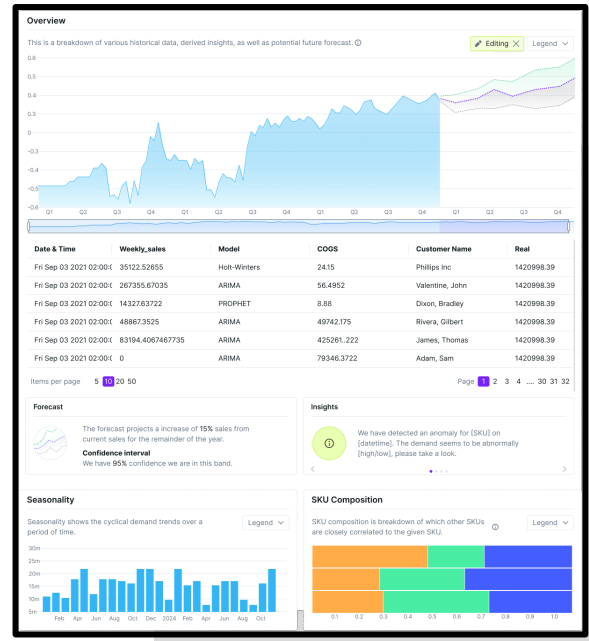 Overview
This is a breakdown of various historical data, derived insights, as well as potential future forecast.
Editing
Legend
0.6
0.5
0.4
0.3
0
-0.3
-0.4
-0.5
-0.6
Q1 Q2 Q3 Q4 Q1 Q2 Q3 Q4 Q1 Q2 Q3 Q4 Q1 Q2 Q3 Q4
Date & Time Weekly_sales Model COGS Customer Name Real
Fri Sep 03 2021 02:00:( 35122.52655 Holt-Winters 24.15 Phillips Inc 1420998.39
Fri Sep 03 2021 02:00:( 267355.67035 ARIMA 56.4952 Valentine, John 1420998.39
Fri Sep 03 2021 02:00:( 14327.63722 PROPHET 8.88 Dixon, Bradley 1420998.39
Fri Sep 03 2021 02:00:( 48867.3525 ARIMA 49742.175 Rivera, Gilbert 1420998.39
Fri Sep 03 2021 02:00:( 83194.4067467735 ARIMA 425261..222 James, Thomas 1420998.39
Fri Sep 03 2021 02:00:( 0 ARIMA 79346.3722 Adam, Sam 1420998.39
Items per page 5 10 20 50 Page 1 2 3 4 .... 30 31 32
Forecast
The forecast projects a increase of 15% sales from
current sales for the remainder of the year.
Confidence interval
We have 95% confidence we are in this band.
Insights
We have detected an anomaly for [SKU] on
[datetime]. The demand seems to be abnormally
[high/low], please take a look.
Seasonality
Seasonality shows the cyclical demand trends over a
period of time.
Legend
30m
25m
20m
15m
10m
5m
Feb Apr Jun Aug Oct Dec 2024 Feb Apr Jun Aug Oct
SKU Composition
SKU composition is breakdown of which other SKUs
are closely correlated to the given SKU.
Legend
0.1 0.2 0.3 0.4 0.5 0.6 0.7 0.8 0.9 1.0